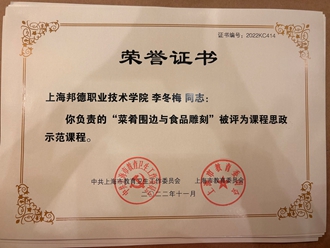 证书编号：2022KC414
荣誉证书
上海邦德职业技术学院 李冬梅 同志：
你负责的“菜肴围边与食品雕刻”被评为课程思政
示范课程。
中共上海市教育卫生工作委员会 上海市教育委员会
二〇二二年十一月